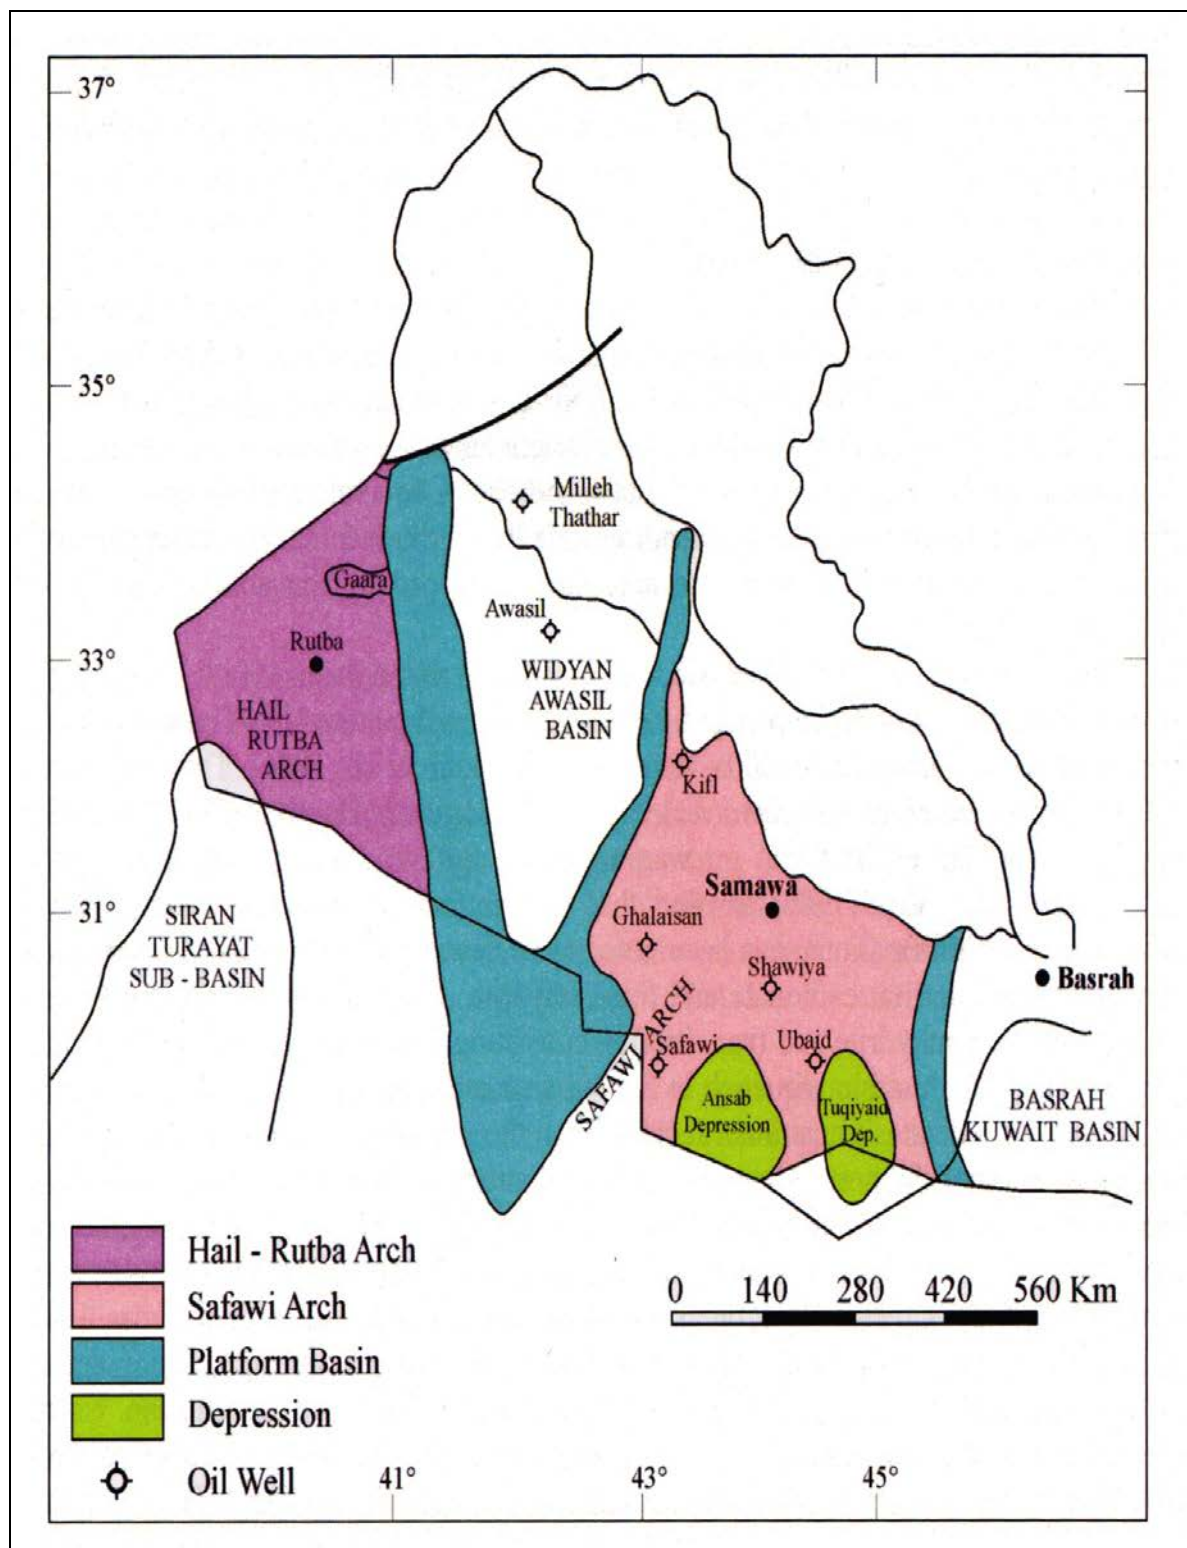 37°
35°
Milleh
Thathar
Gaara
Awasil
Rutba
33°
WIDYAN
AWASIL
BASIN
HAIL
RUTBA
ARCH
Kifl
Samawa
31°
SIRAN
TURAYAT
SUB - BASIN
Ghalaisan
Shawiya
Basrah
SAFAWI ARCH
Safawi
Ubaid
Ansab
Depression
Tuqiyaid
Dep.
BASRAH
KUWAIT BASIN
Hail - Rutba Arch
Safawi Arch
Platform Basin
Depression
Oil Well
0 140 280 420 560 Km
41° 43° 45°